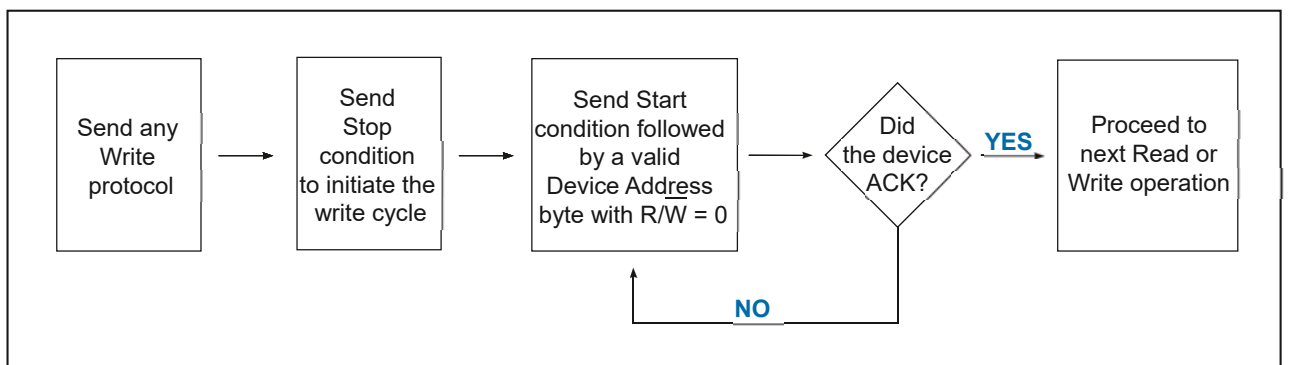 Send any
Write
protocol
Send
Stop
condition
to initiate the
write cycle
Send Start
condition followed
by a valid
Device Address
byte with R/W̅ = 0
Did
the device
ACK?
YES
NO
Proceed to
next Read or
Write operation